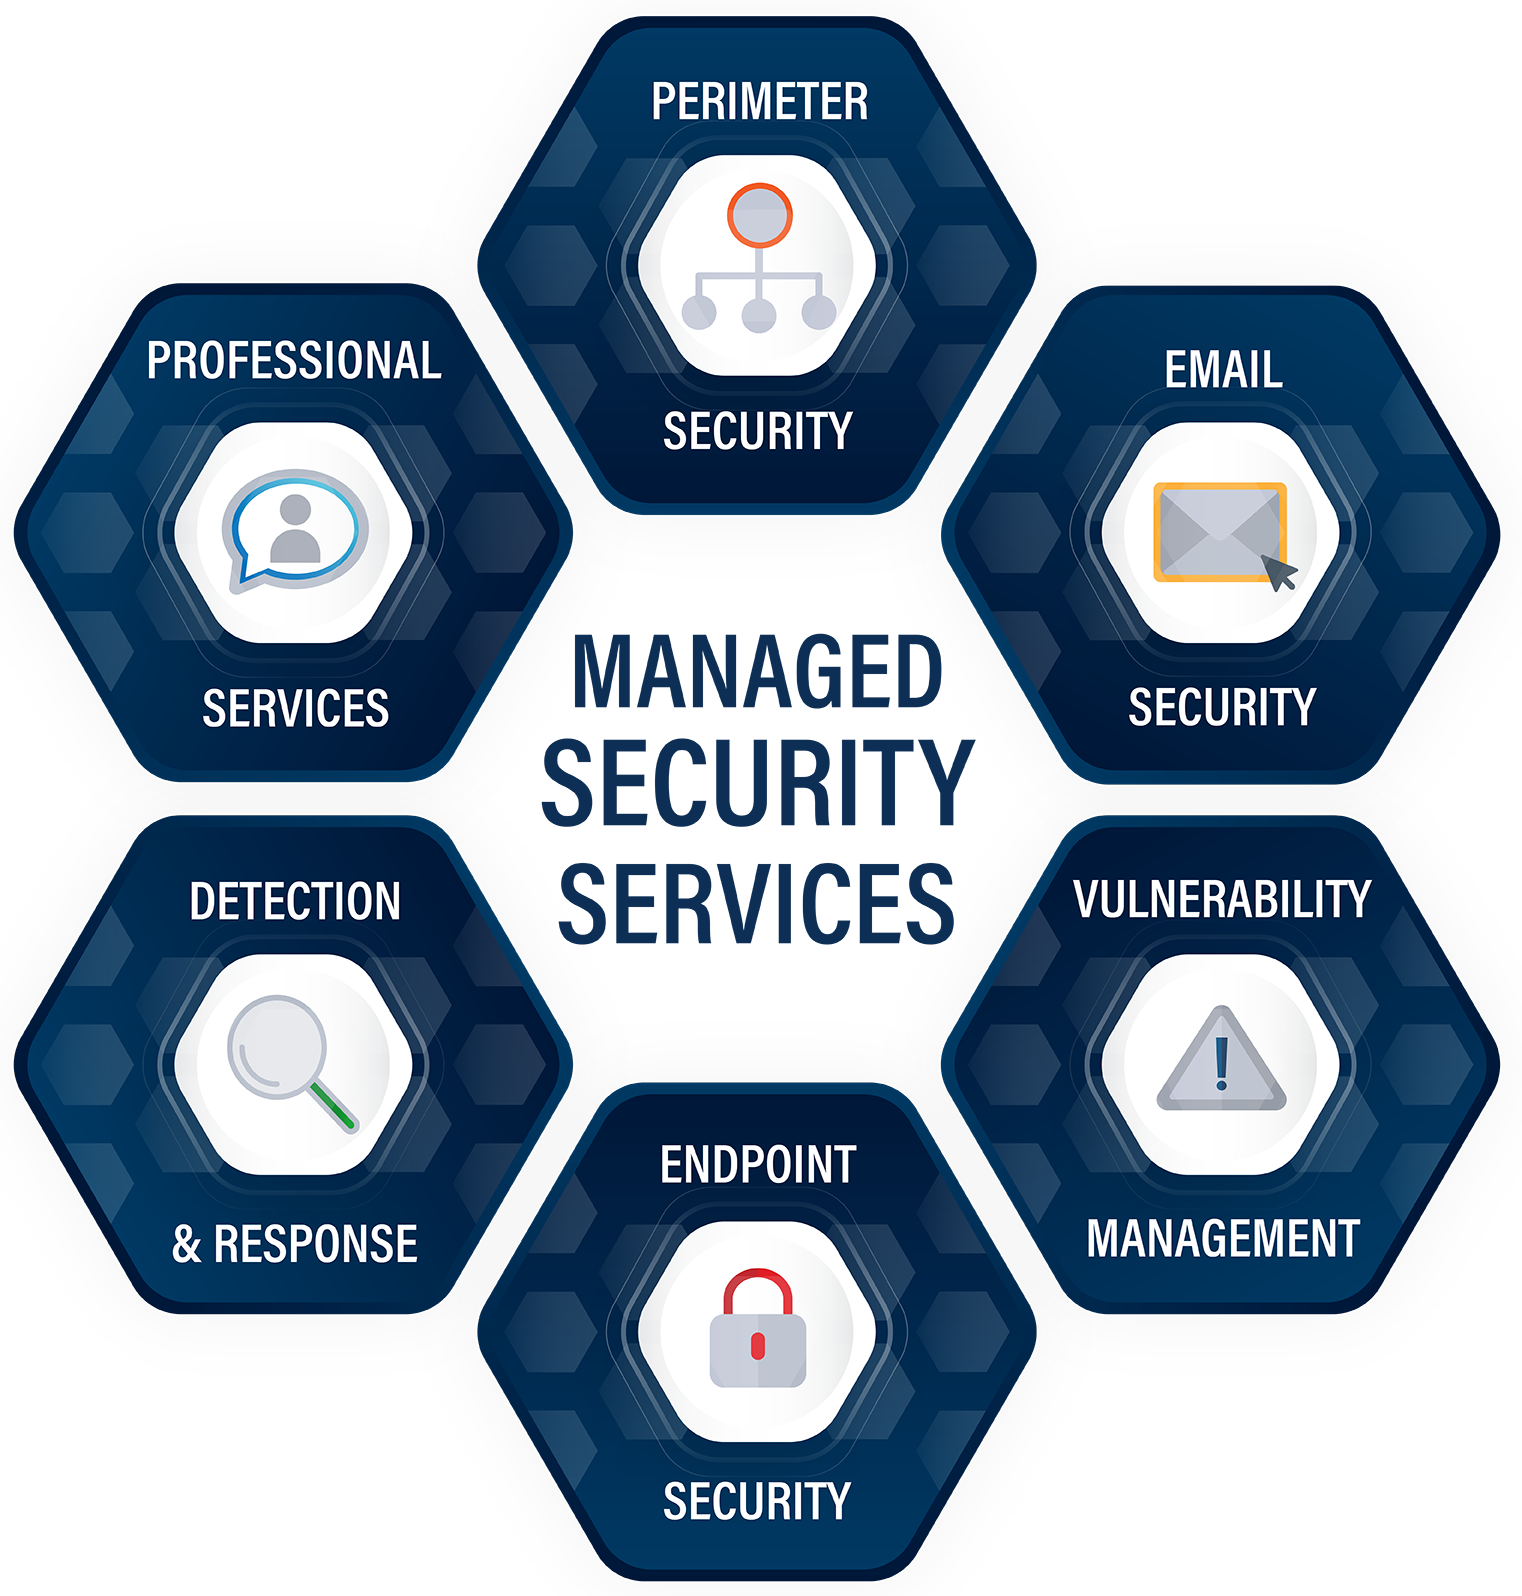 PERIMETER
SECURITY
EMAIL
SECURITY
VULNERABILITY
MANAGEMENT
ENDPOINT
SECURITY
DETECTION
& RESPONSE
PROFESSIONAL
SERVICES
MANAGED
SECURITY
SERVICES